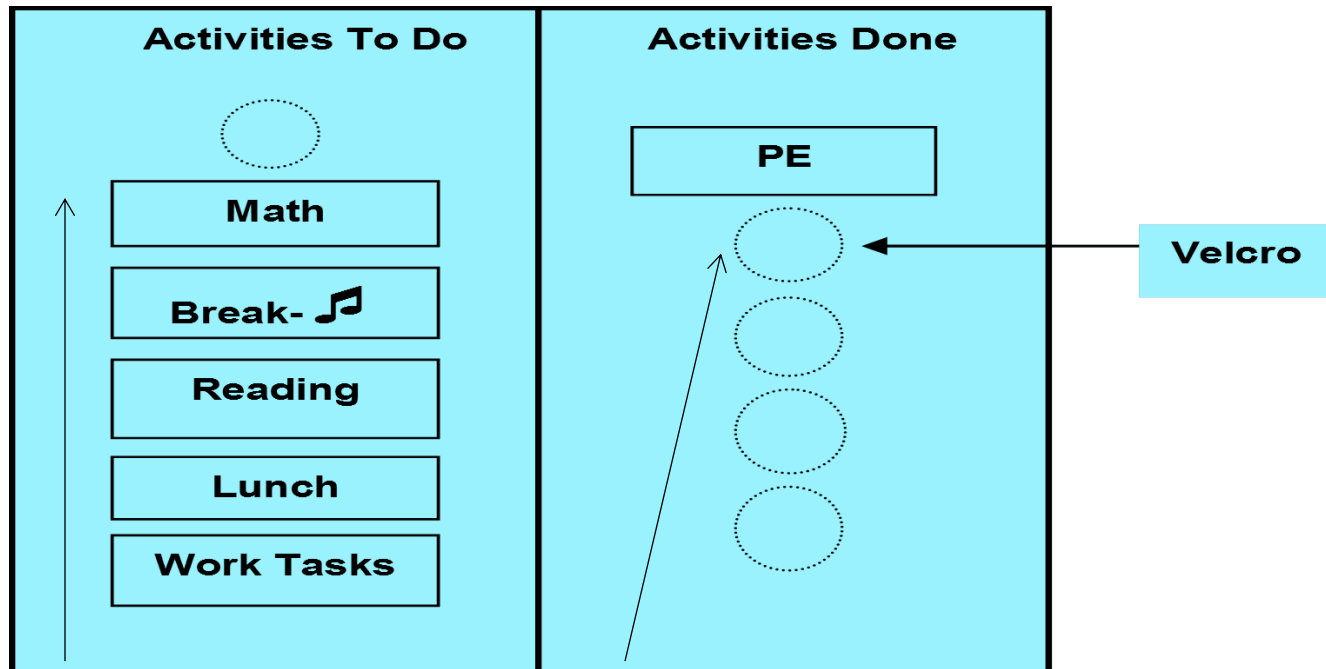 Activities To Do
Math
Break- 🎵
Reading
Lunch
Work Tasks
Activities Done
PE
Velcro